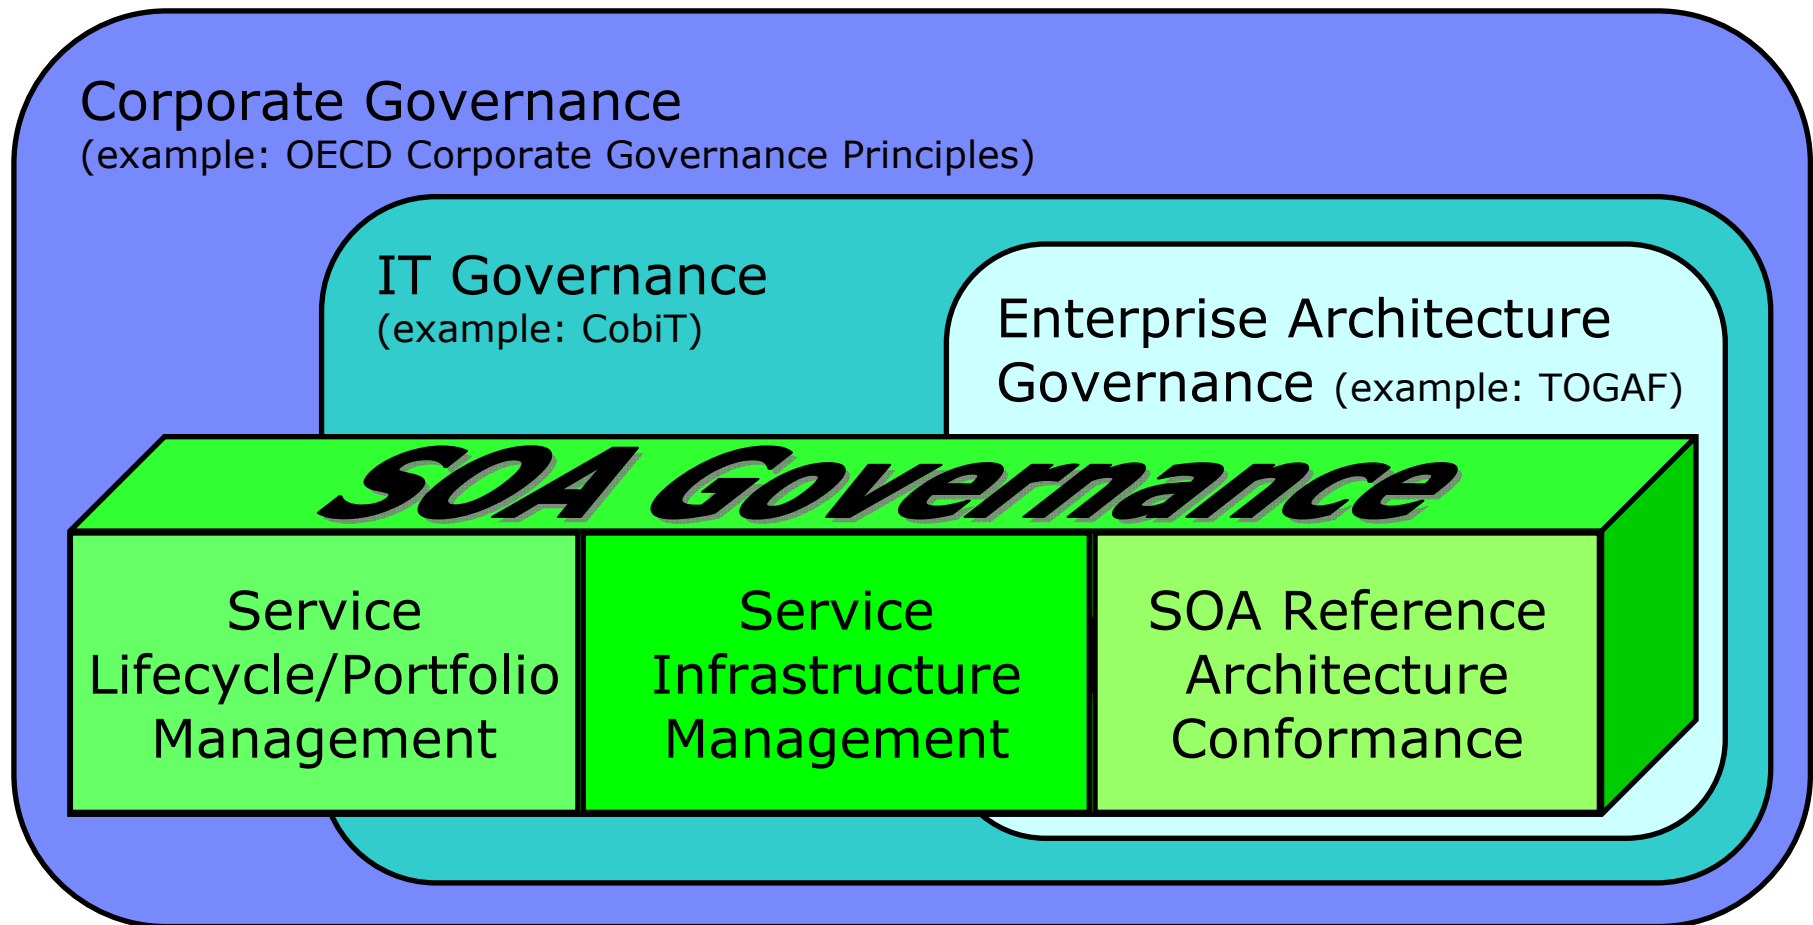 Corporate Governance
(example: OECD Corporate Governance Principles)
IT Governance
(example: CobiT)
Enterprise Architecture
Governance (example: TOGAF)
SOA Governance
Service
Lifecycle/Portfolio
Management
Service
Infrastructure
Management
SOA Reference
Architecture
Conformance